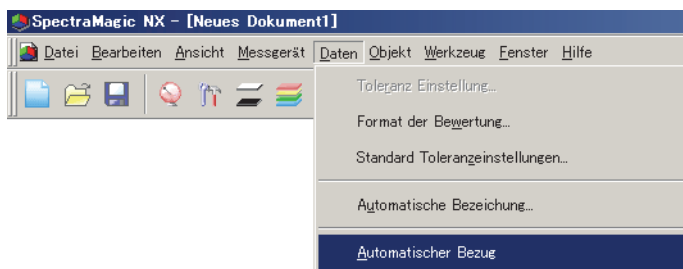 SpectraMagic NX - [Neues Dokument1]
Datei Bearbeiten Ansicht Messgerät Daten Objekt Werkzeug Fenster Hilfe
Toleranz Einstellung...
Format der Bewertung...
Standard Toleranzeinstellungen...
Automatische Bezeichung...
Automatischer Bezug